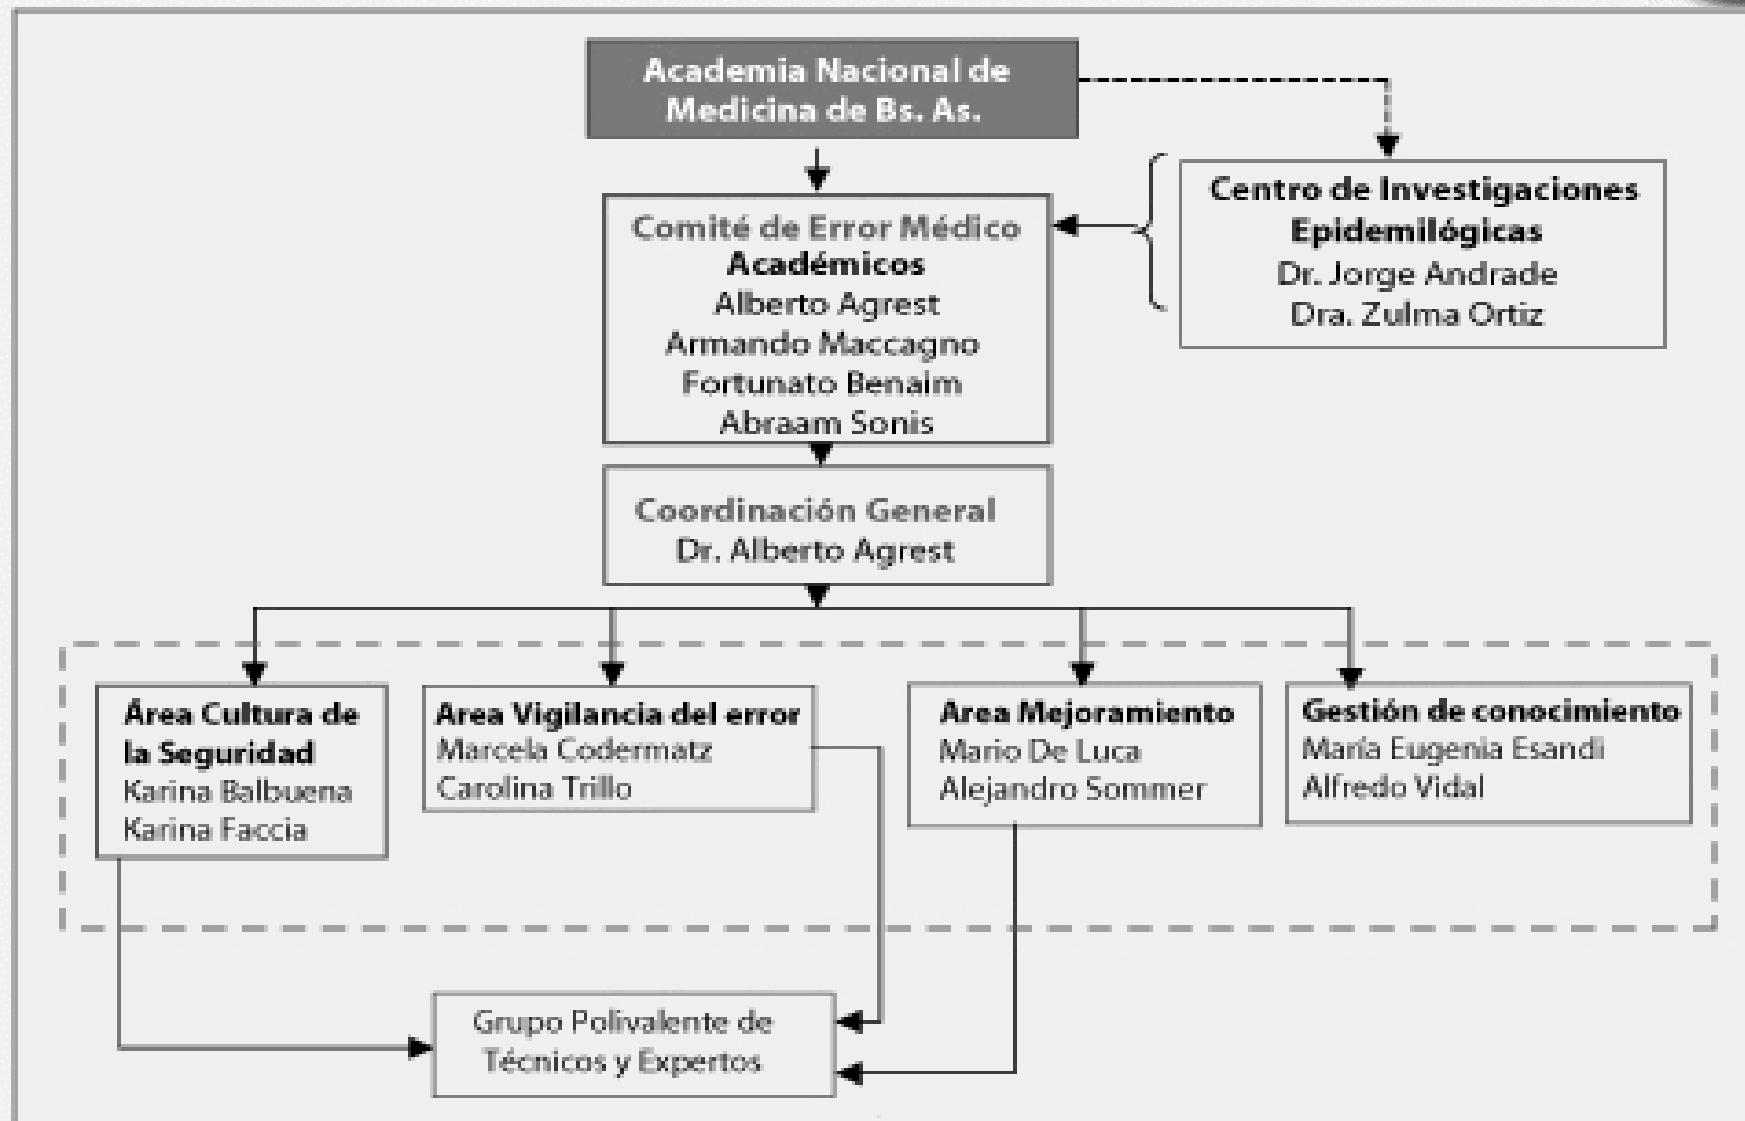 Academia Nacional de
Medicina de Bs. As.
Centro de Investigaciones
Epidemilógicas
Dr. Jorge Andrade
Dra. Zulma Ortiz
Comité de Error Médico
Académicos
Alberto Agrest
Armando Maccagno
Fortunato Benaim
Abraam Sonis
Coordinación General
Dr. Alberto Agrest
Área Cultura de
la Seguridad
Karina Balbuena
Karina Faccia
Area Vigilancia del error
Marcela Codermatz
Carolina Trillo
Area Mejoramiento
Mario De Luca
Alejandro Sommer
Gestión de conocimiento
María Eugenia Esandi
Alfredo Vidal
Grupo Polivalente de
Técnicos y Expertos